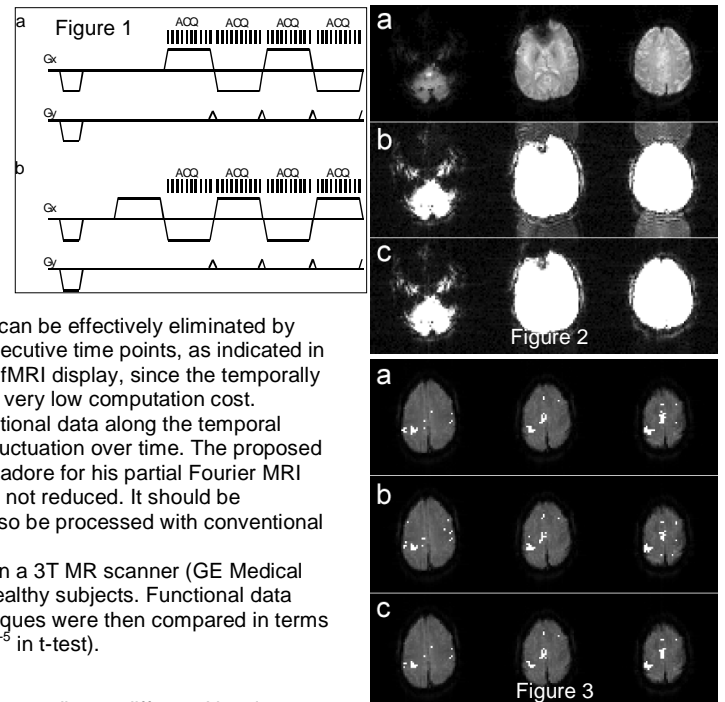 a
Figure 1
ACQ ACQ ACQ ACQ
Gx
Gy
b
ACQ ACQ ACQ ACQ
Gx
Gy
can be effectively eliminated by
ecutive time points, as indicated in
fMRI display, since the temporally
very low computation cost.
tional data along the temporal
uctuation over time. The proposed
adore for his partial Fourier MRI
not reduced. It should be
so be processed with conventional
n a 3T MR scanner (GE Medical
ealthy subjects. Functional data
ques were then compared in terms
-5 in t-test).
a
b
c
Figure 2
a
b
c
Figure 3